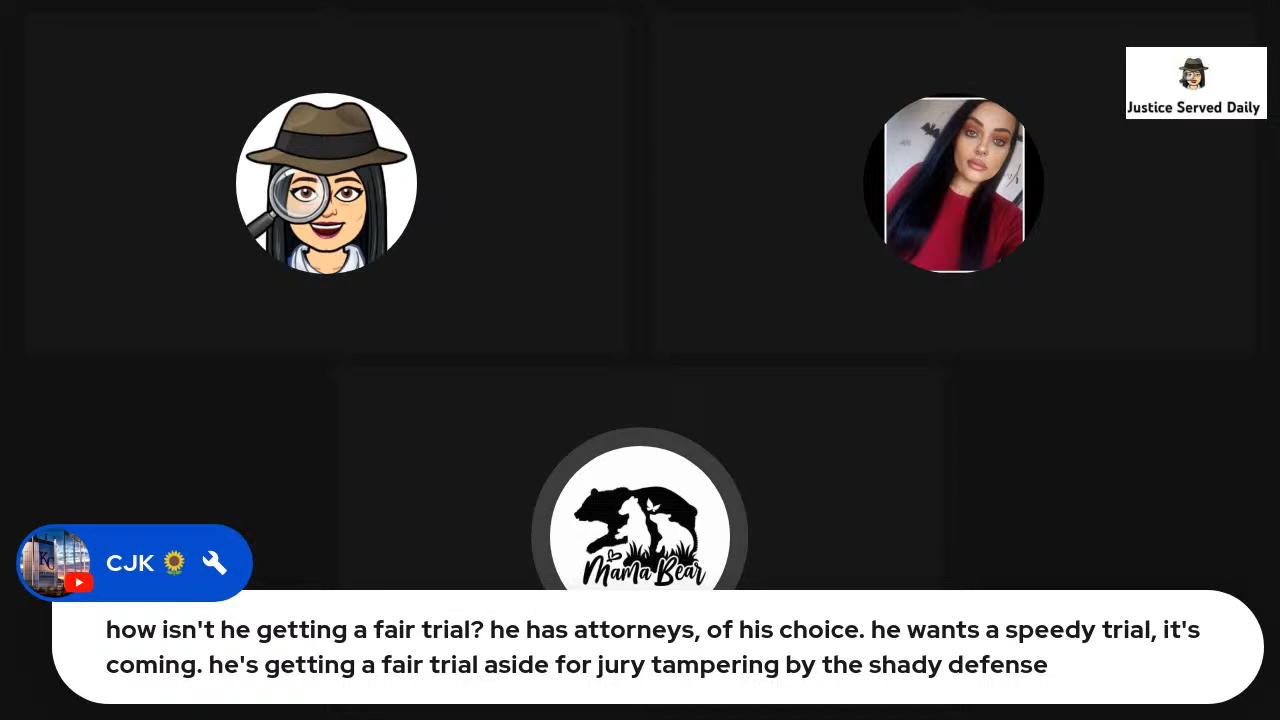 Justice Served Daily
Mama Bear
KC
CJK 🌻
how isn't he getting a fair trial? he has attorneys, of his choice. he wants a speedy trial, it's
coming. he's getting a fair trial aside for jury tampering by the shady defense